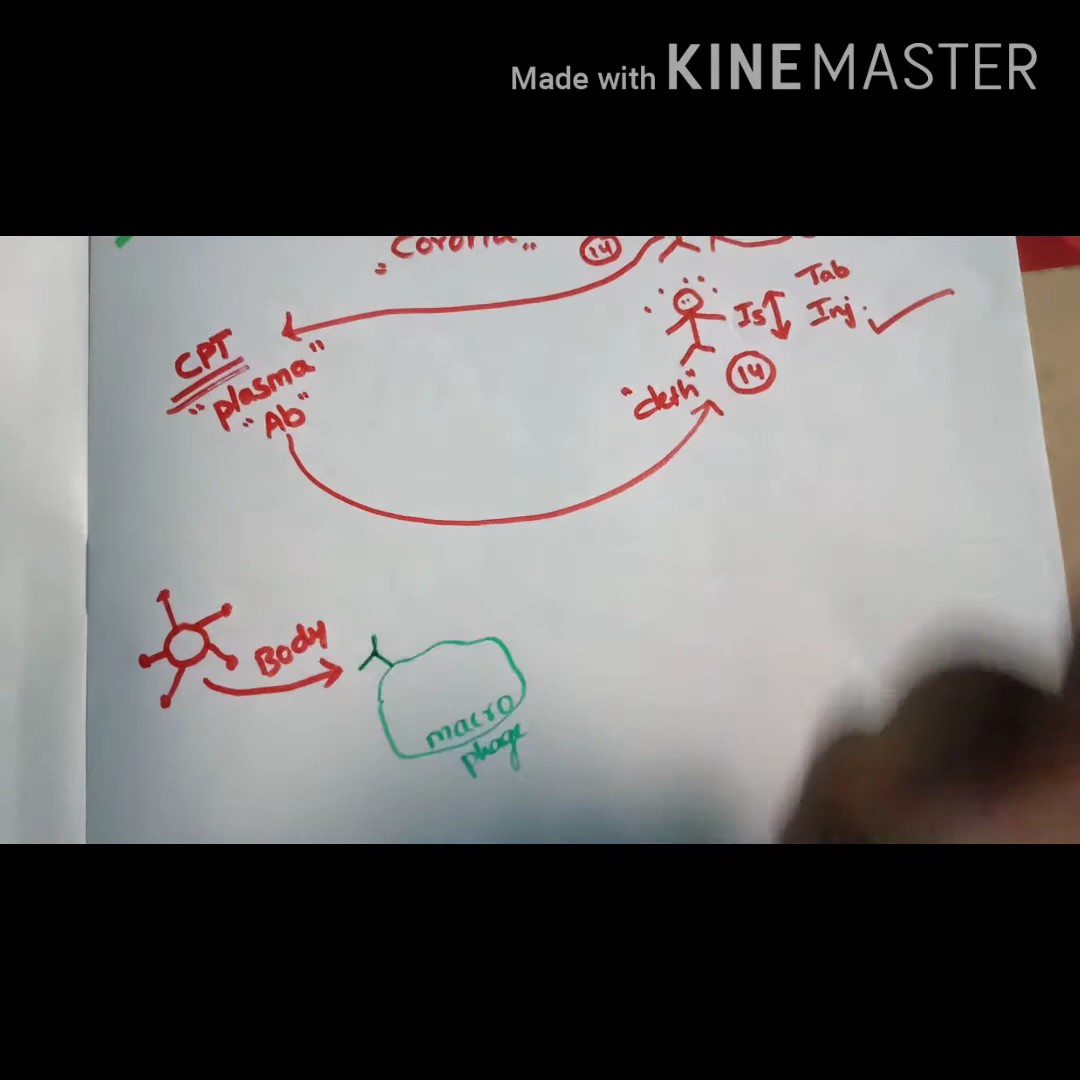 Made with KINEMASTER
"Corona"
14
Tab
Is Inj.
CPT
"plasma"
"Ab"
"deth"
14
Body
macro
phage